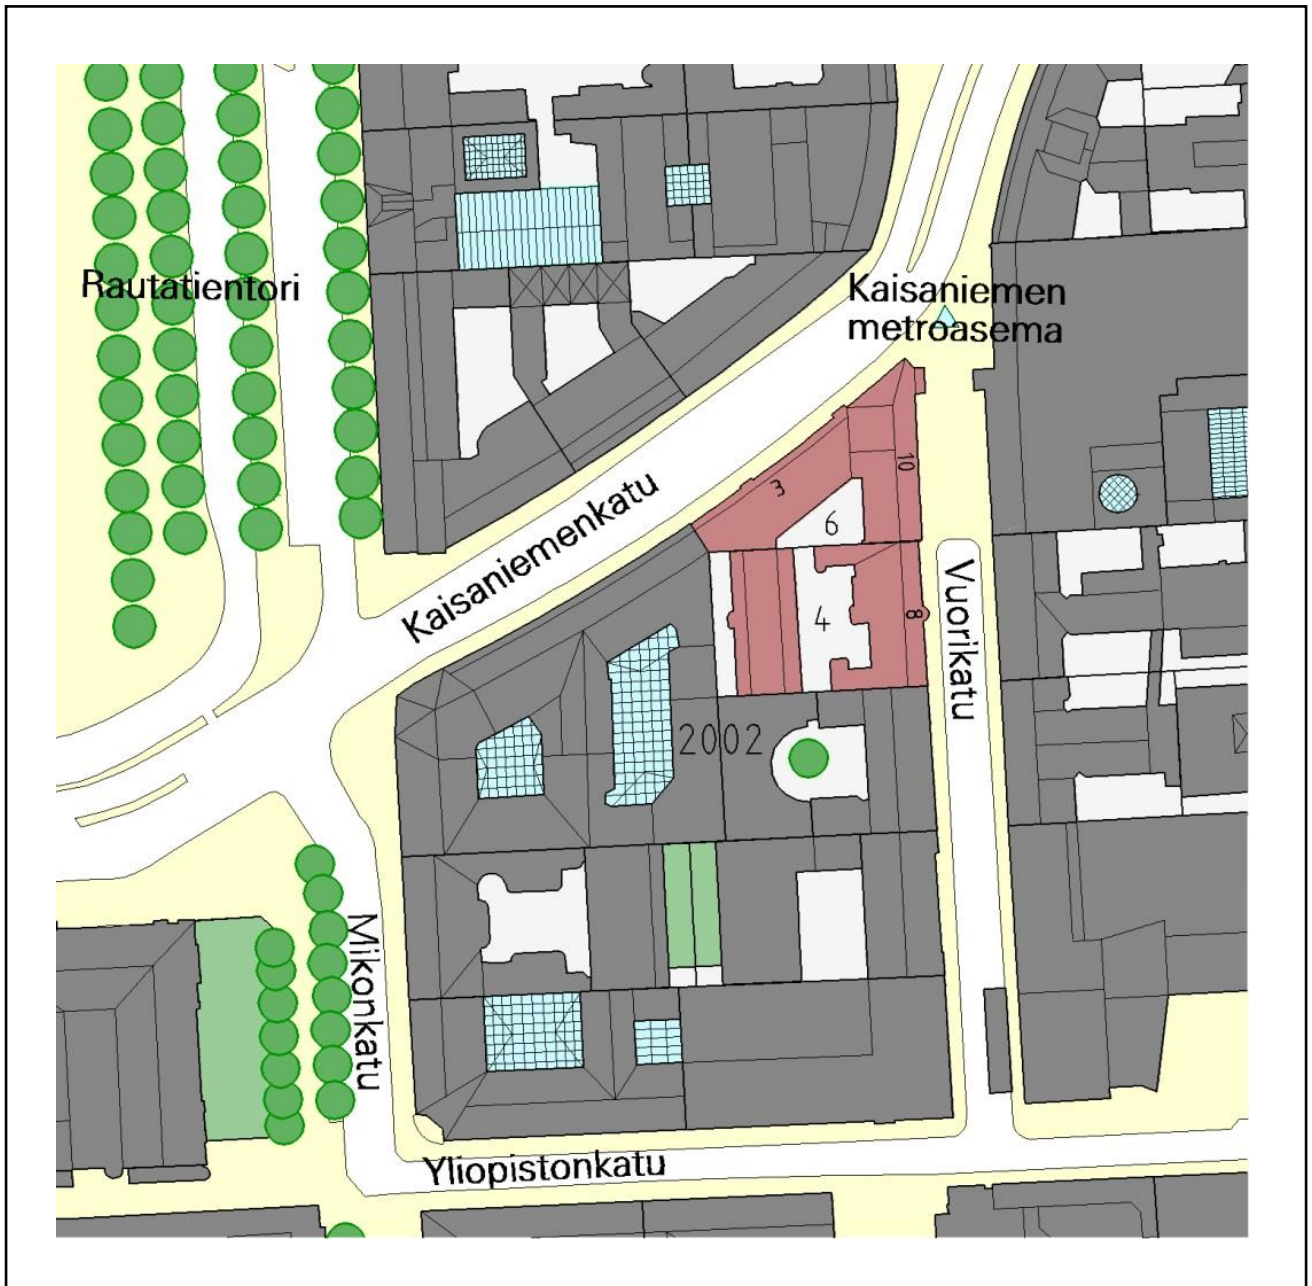 Rautatientori
Kaisaniemen
metroasema
Kaisaniemenkatu
3
10
6
4
8
Vuorikatu
2002
Mikonkatu
Yliopistonkatu